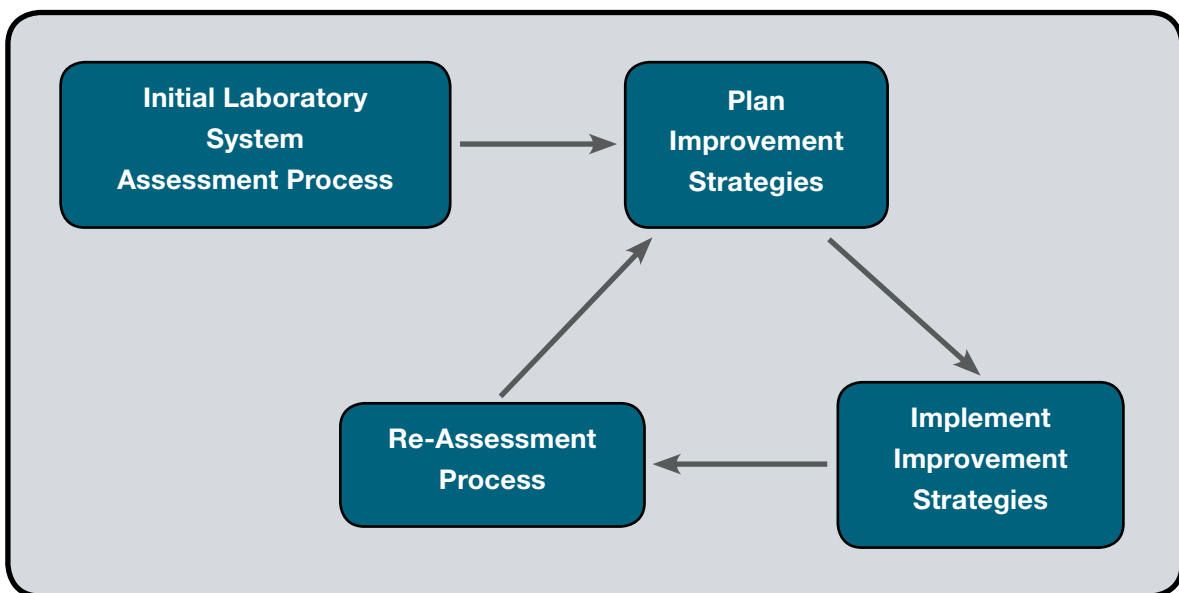 Initial Laboratory
System
Assessment Process
Plan
Improvement
Strategies
Implement
Improvement
Strategies
Re-Assessment
Process